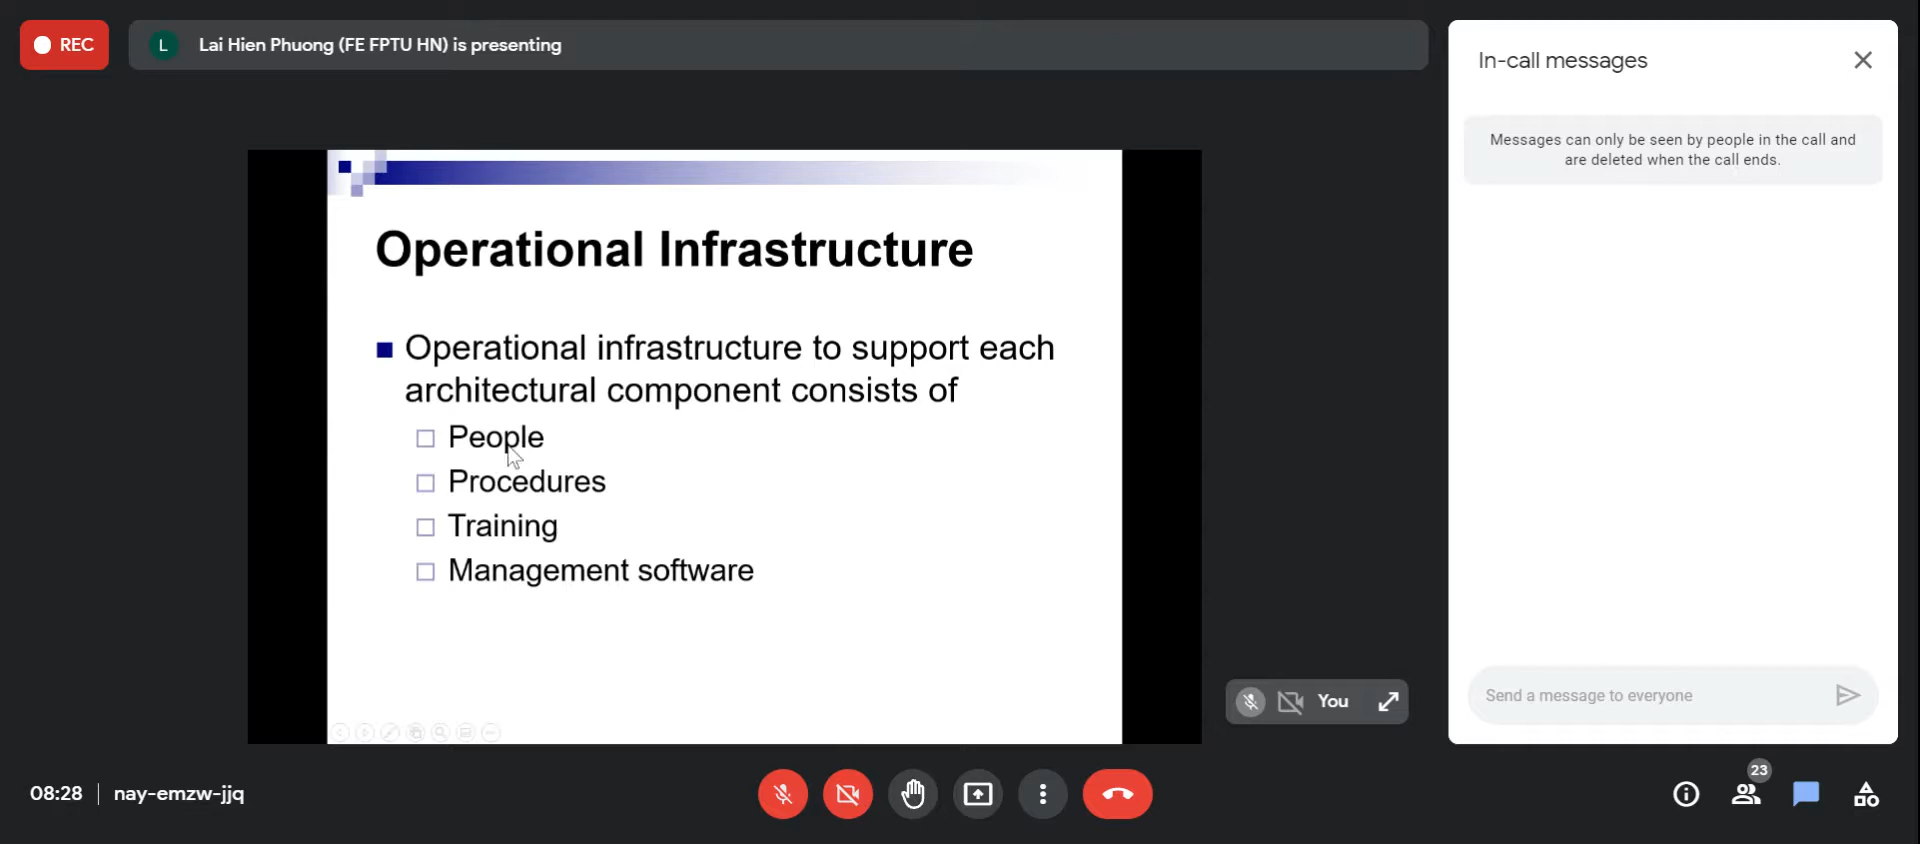 REC
L
Lai Hien Phuong (FE FPTU HN) is presenting
In-call messages
Messages can only be seen by people in the call and
are deleted when the call ends.
Operational Infrastructure
Operational infrastructure to support each
architectural component consists of
People
Procedures
Training
Management software
You
Send a message to everyone
08:28
nay-emzw-jjq
23